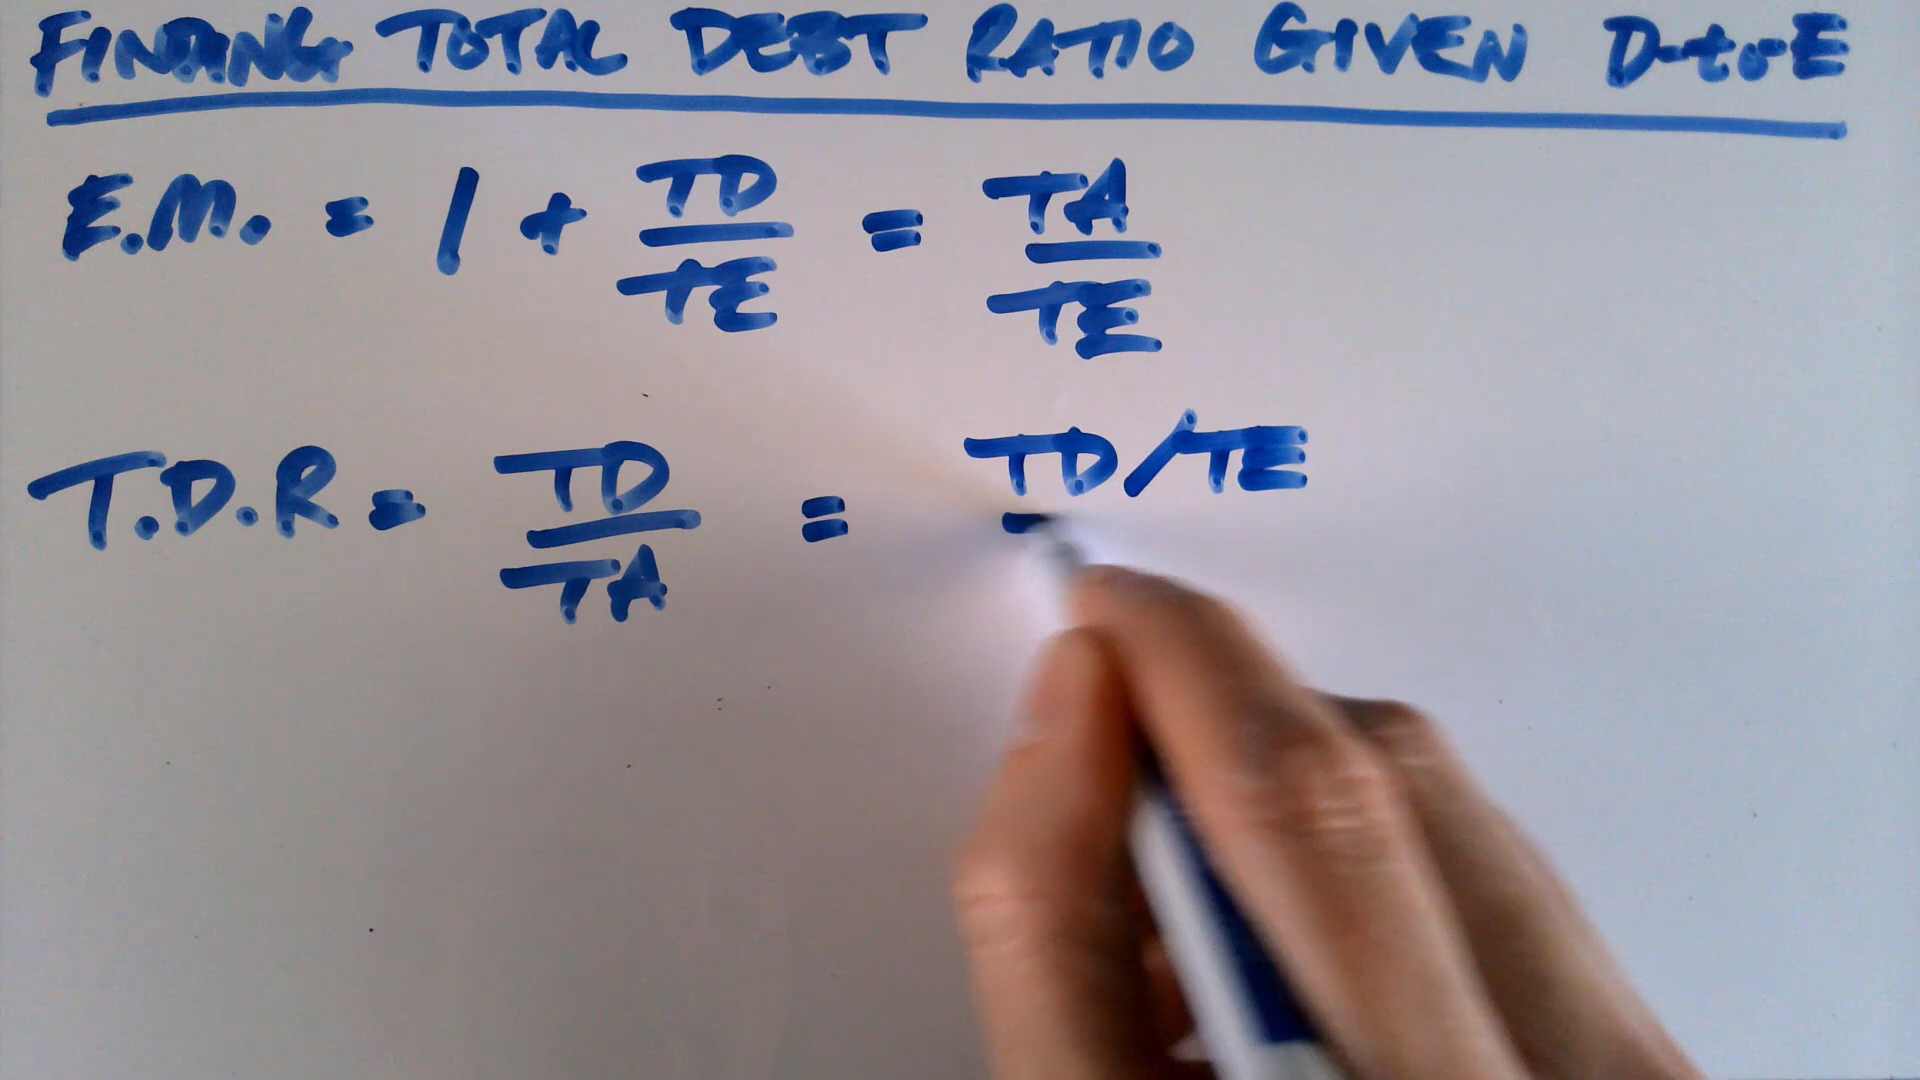 FINDING TOTAL DEBT RATIO GIVEN D-to-E
E.M. = 1 + TD/TE = TA/TE
T.D.R = TD/TA = TD/TE